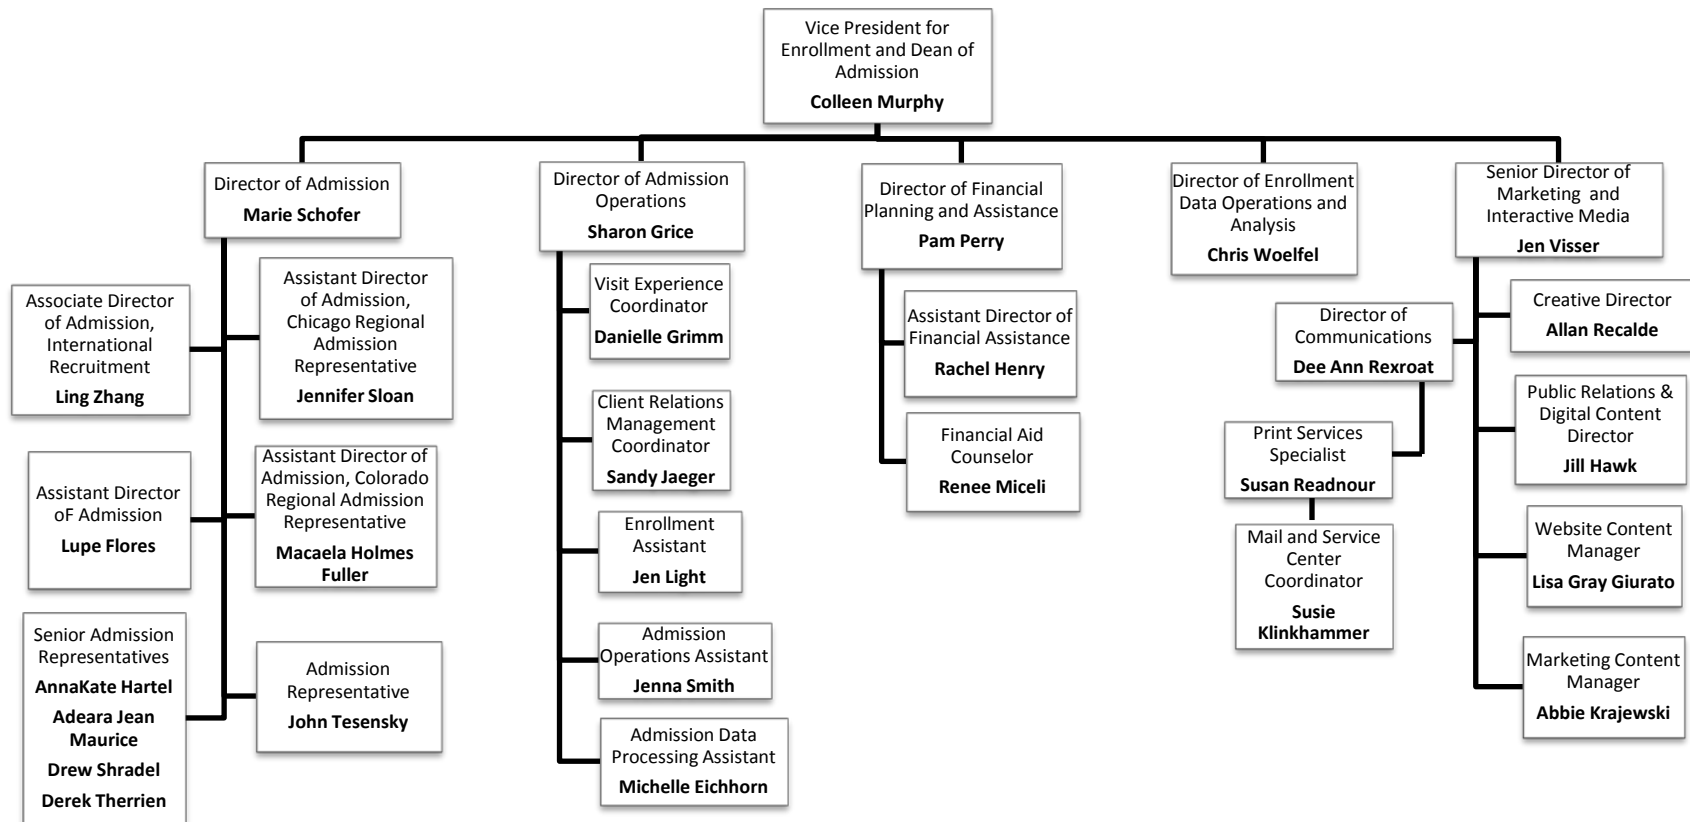 Vice President for
Enrollment and Dean of
Admission
Colleen Murphy
Director of Admission
Marie Schofer
Director of Admission
Operations
Sharon Grice
Director of Financial
Planning and Assistance
Pam Perry
Director of Enrollment
Data Operations and
Analysis
Chris Woelfel
Senior Director of
Marketing and
Interactive Media
Jen Visser
Associate Director
of Admission,
International
Recruitment
Ling Zhang
Assistant Director
of Admission,
Chicago Regional
Admission
Representative
Jennifer Sloan
Assistant Director
oF Admission
Lupe Flores
Assistant Director of
Admission, Colorado
Regional Admission
Representative
Macaela Holmes
Fuller
Senior Admission
Representatives
AnnaKate Hartel
Adeara Jean
Maurice
Drew Shradel
Derek Therrien
Admission
Representative
John Tesensky
Visit Experience
Coordinator
Danielle Grimm
Client Relations
Management
Coordinator
Sandy Jaeger
Enrollment
Assistant
Jen Light
Admission
Operations Assistant
Jenna Smith
Admission Data
Processing Assistant
Michelle Eichhorn
Assistant Director of
Financial Assistance
Rachel Henry
Financial Aid
Counselor
Renee Miceli
Director of
Communications
Dee Ann Rexroat
Print Services
Specialist
Susan Readnour
Mail and Service
Center
Coordinator
Susie
Klinkhammer
Creative Director
Allan Recalde
Public Relations &
Digital Content
Director
Jill Hawk
Website Content
Manager
Lisa Gray Giurato
Marketing Content
Manager
Abbie Krajewski